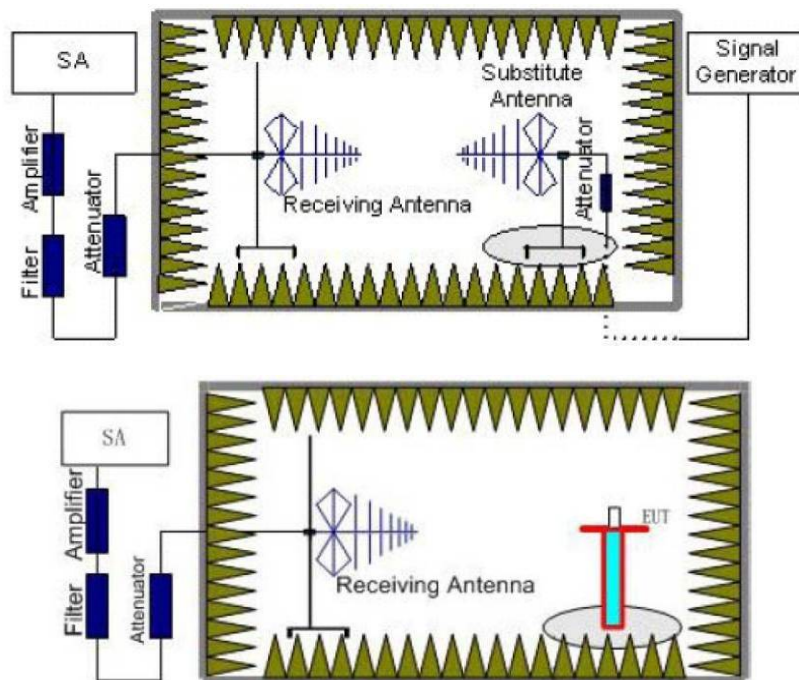 SA
Signal
Generator
Substitute
Antenna
Amplifier
Attenuator
Attenuator
Receiving Antenna
Filter
SA
Amplifier
EUT
Receiving Antenna
Filter
Attenuator